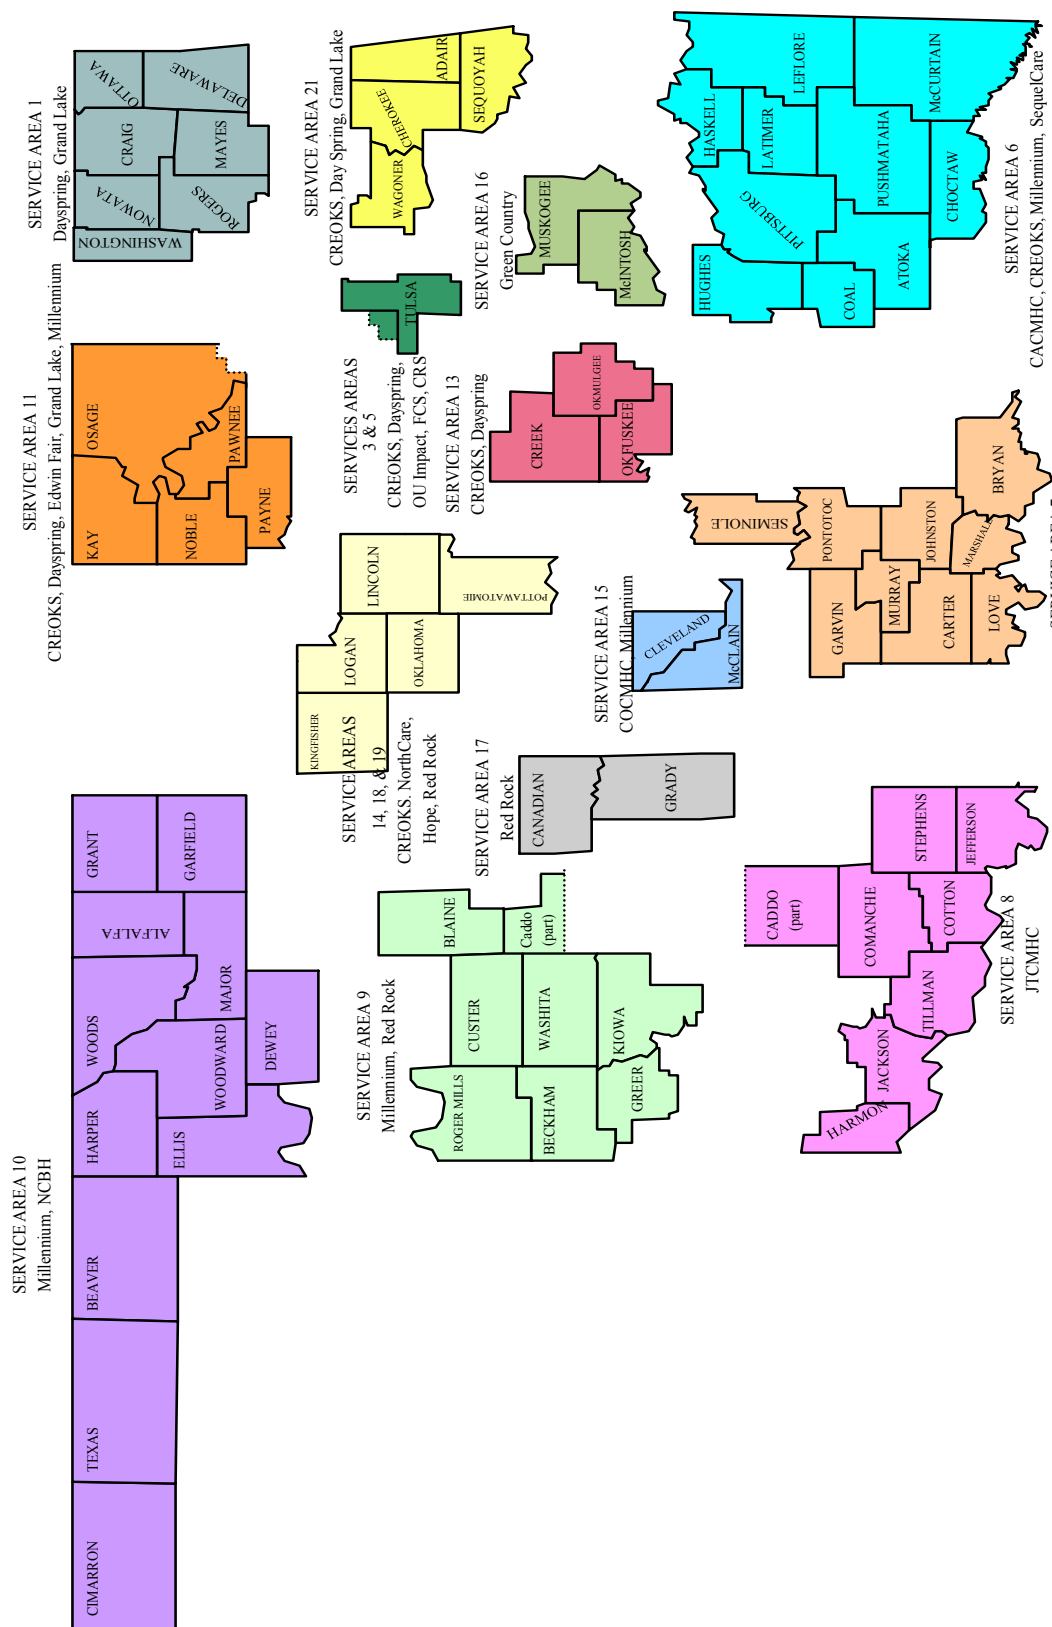 SERVICE AREA 10
Millennium, NCBH
CIMARRON
TEXAS
BEAVER
HARPER
WOODS
ALFALFA
GRANT
ELLIS
WOODWARD
MAJOR
GARFIELD
DEWEY
SERVICE AREA 11
CREOKS, Dayspring, Edwin Fair, Grand Lake, Millennium
KAY
OSAGE
NOBLE
PAWNEE
PAYNE
SERVICE AREA 1
Dayspring, Grand Lake
WASHINGTON
NOWATA
CRAIG
OTTAWA
ROGERS
MAYES
DELAWARE
SERVICE AREA 21
CREOKS, Day Spring, Grand Lake
WAGONER
CHEROKEE
ADAIR
SEQUOYAH
SERVICES AREAS
3 & 5
CREOKS, Dayspring,
OU Impact, FCS, CRS
TULSA
SERVICE AREAS
14, 18, & 19
CREOKS. NorthCare,
Hope, Red Rock
KINGFISHER
LOGAN
LINCOLN
OKLAHOMA
POTTAWATOMIE
SERVICE AREA 9
Millennium, Red Rock
ROGER MILLS
CUSTER
BLAINE
BECKHAM
WASHITA
Caddo
(part)
GREER
KIOWA
SERVICE AREA 17
Red Rock
CANADIAN
GRADY
SERVICE AREA 13
CREOKS, Dayspring
CREEK
OKMULGEE
OKFUSKEE
SERVICE AREA 16
Green Country
MUSKOGEE
McINTOSH
SERVICE AREA 15
COCMHC, Millennium
CLEVELAND
McCLAIN
HUGHES
PITTSBURG
HASKELL
LATIMER
LEFLORE
COAL
ATOKA
PUSHMATAHA
McCURTAIN
CHOCTAW
SERVICE AREA 6
CACMHC, CREOKS, Millennium, SequelCare
CADDO
(part)
COMANCHE
STEPHENS
HARMON
JACKSON
TILLMAN
COTTON
JEFFERSON
SERVICE AREA 8
JTCMHC
SEMINOLE
GARVIN
PONTOTOC
MURRAY
JOHNSTON
CARTER
MARSHALL
LOVE
BRYAN